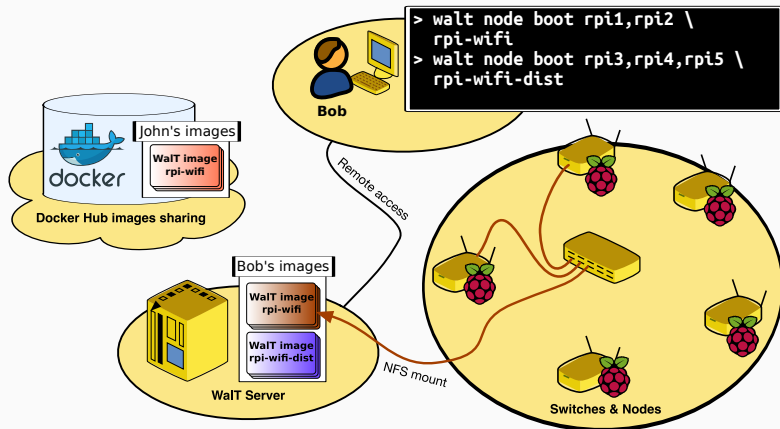 > walt node boot rpi1,rpi2 \
rpi-wifi
> walt node boot rpi3,rpi4,rpi5 \
rpi-wifi-dist
Bob
John's images
WalT image
rpi-wifi
docker
Docker Hub images sharing
Remote access
Bob's images
WalT image
rpi-wifi
WalT image
rpi-wifi-dist
WalT Server
NFS mount
Switches & Nodes